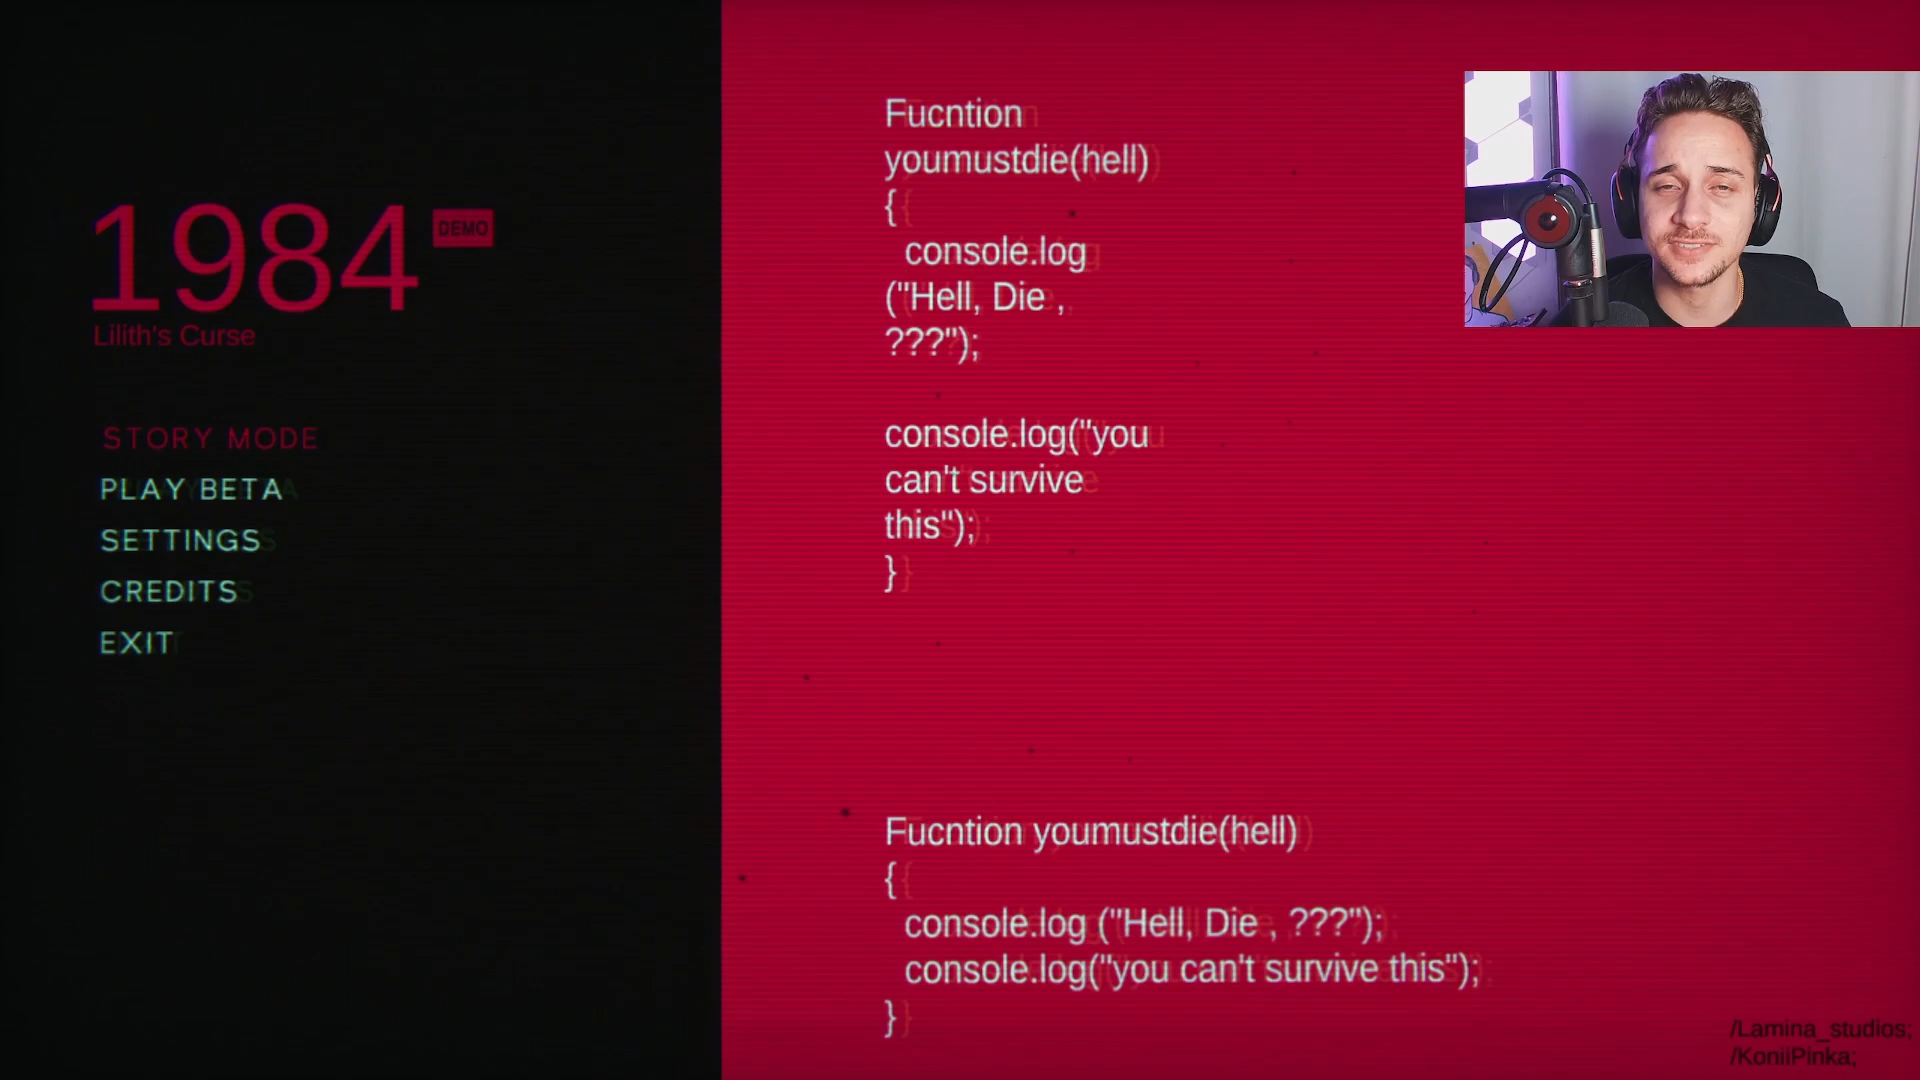 1984 DEMO
Lilith's Curse
STORY MODE
PLAY BETA
SETTINGS
CREDITS
EXIT
Fucntion
youmustdie(hell)
{
console.log
("Hell, Die ,
???");
console.log("you
can't survive
this");
}
Fucntion youmustdie(hell)
{
console.log ("Hell, Die , ???");
console.log("you can't survive this");
}
/Lamina_studios;
/KoniiPinka;